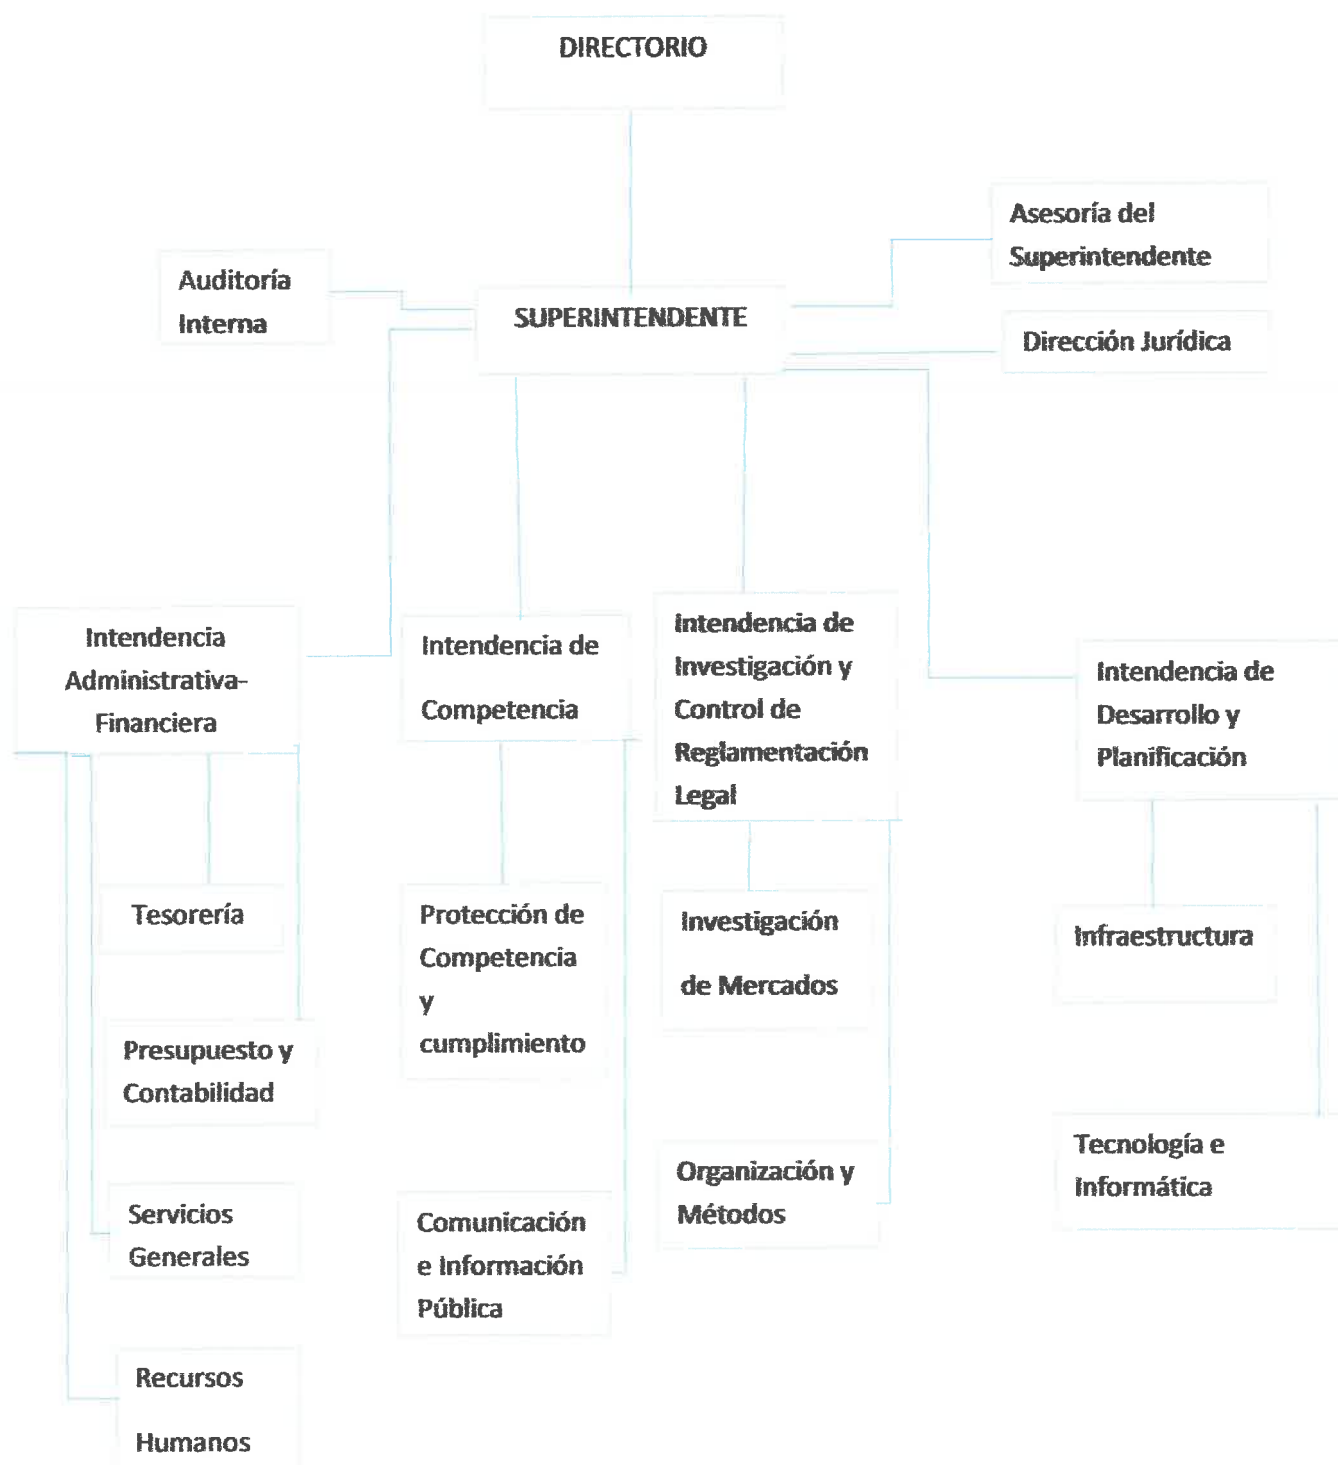 DIRECTORIO
Asesoría del
Superintendente
Auditoría
Interna
SUPERINTENDENTE
Dirección Jurídica
Intendencia
Administrativa-
Financiera
Intendencia de
Competencia
Intendencia de
Investigación y
Control de
Reglamentación
Legal
Intendencia de
Desarrollo y
Planificación
Tesorería
Protección de
Competencia
y
cumplimiento
Investigación
de Mercados
Infraestructura
Presupuesto y
Contabilidad
Organización y
Métodos
Tecnología e
Informática
Servicios
Generales
Comunicación
e Información
Pública
Recursos
Humanos